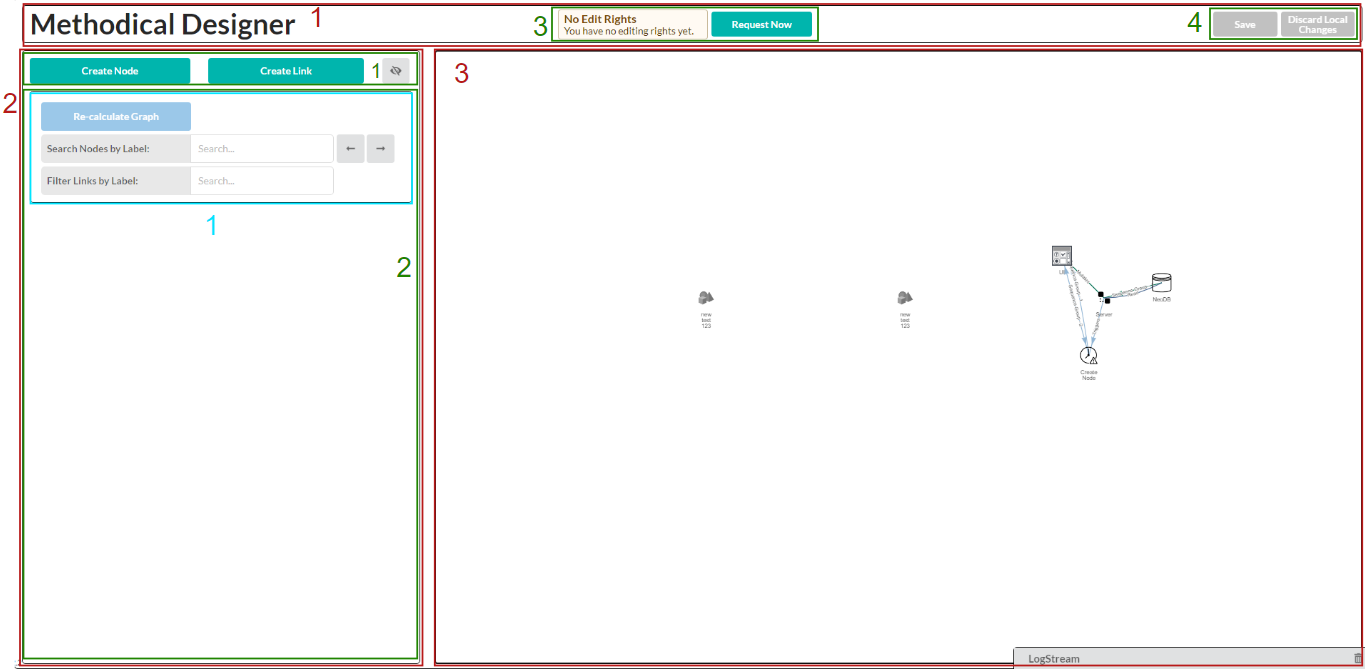 Methodical Designer
1
3
No Edit Rights
You have no editing rights yet.
Request Now
4
Save
Discard Local
Changes
2
Create Node
Create Link
1
Re-calculate Graph
Search Nodes by Label:
Search...
←
→
Filter Links by Label:
Search...
1
2
3
new
test
123
new
test
123
Server
NeoDB
Create
Node
LogStream